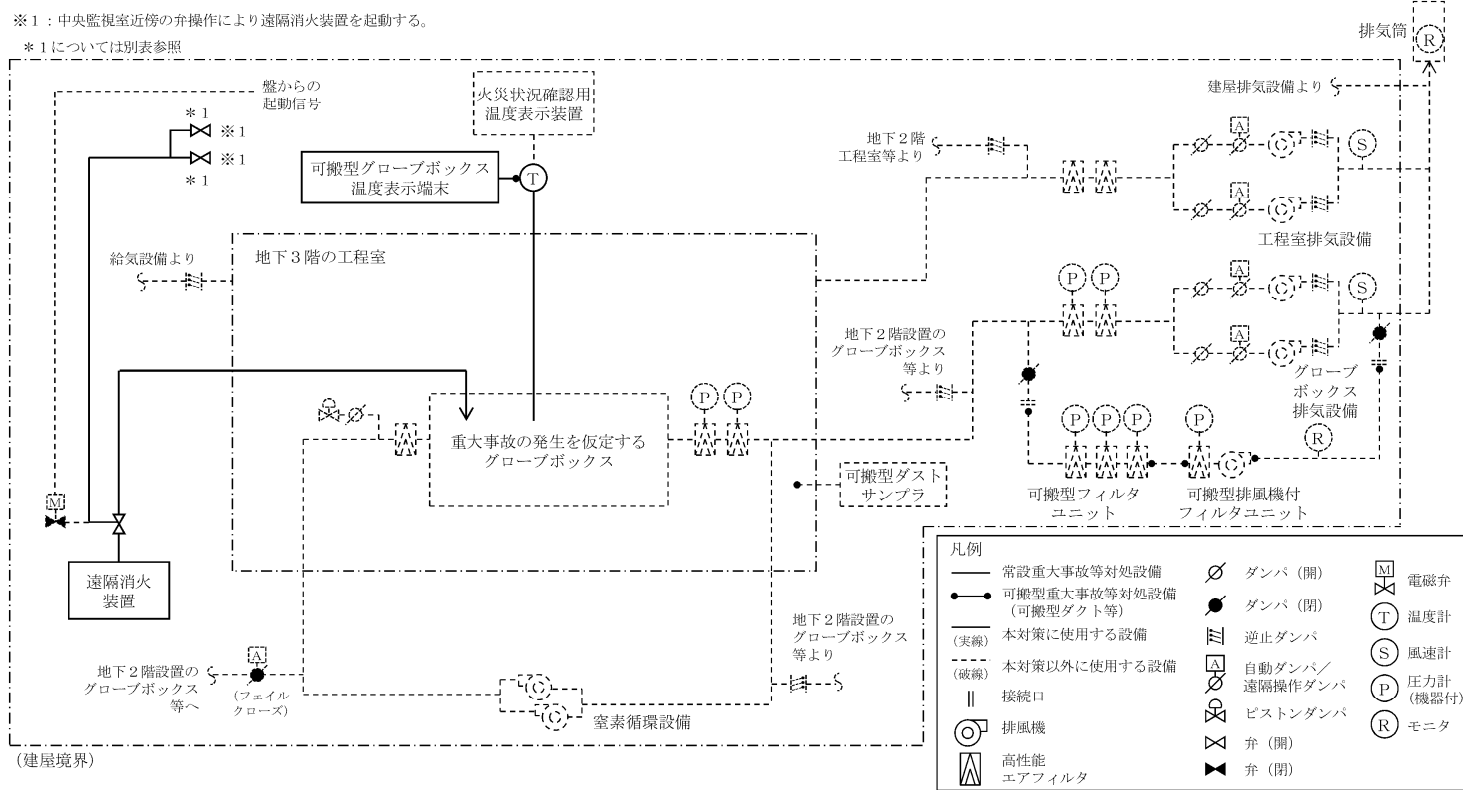 ※1:中央監視室近傍の弁操作により遠隔消火装置を起動する。
*1については別表参照
盤からの
起動信号
*1
※1
※1
*1
火災状況確認用
温度表示装置
可搬型グローブボックス
温度表示端末
T
給気設備より
地下3階の工程室
重大事故の発生を仮定する
グローブボックス
P
P
M
遠隔消火
装置
地下2階設置の
グローブボックス
等へ
A
(フェイル
クローズ)
窒素循環設備
地下2階設置の
グローブボックス
等より
可搬型ダスト
サンプラ
(建屋境界)
排気筒
R
建屋排気設備より
地下2階
工程室等より
A
A
S
工程室排気設備
P
P
A
A
S
地下2階設置の
グローブボックス
等より
グローブ
ボックス
排気設備
P
P
P
P
R
可搬型フィルタ
ユニット
可搬型排風機付
フィルタユニット
凡例
常設重大事故等対処設備
可搬型重大事故等対処設備
(可搬型ダクト等)
(実線)
本対策に使用する設備
(破線)
本対策以外に使用する設備
接続口
排風機
高性能
エアフィルタ
ダンパ(開)
ダンパ(閉)
逆止ダンパ
A
自動ダンパ/
遠隔操作ダンパ
ピストンダンパ
弁(開)
弁(閉)
M
電磁弁
T
温度計
S
風速計
P
圧力計
(機器付)
R
モニタ